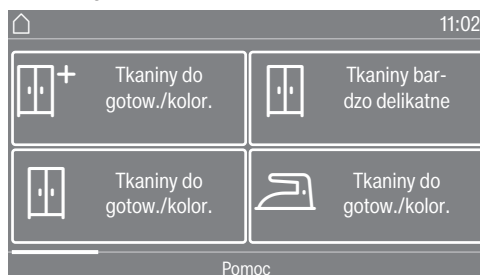 11:02
Tkaniny do
gotow./kolor.
Tkaniny bar-
dzo delikatne
Tkaniny do
gotow./kolor.
Tkaniny do
gotow./kolor.
Pomoc